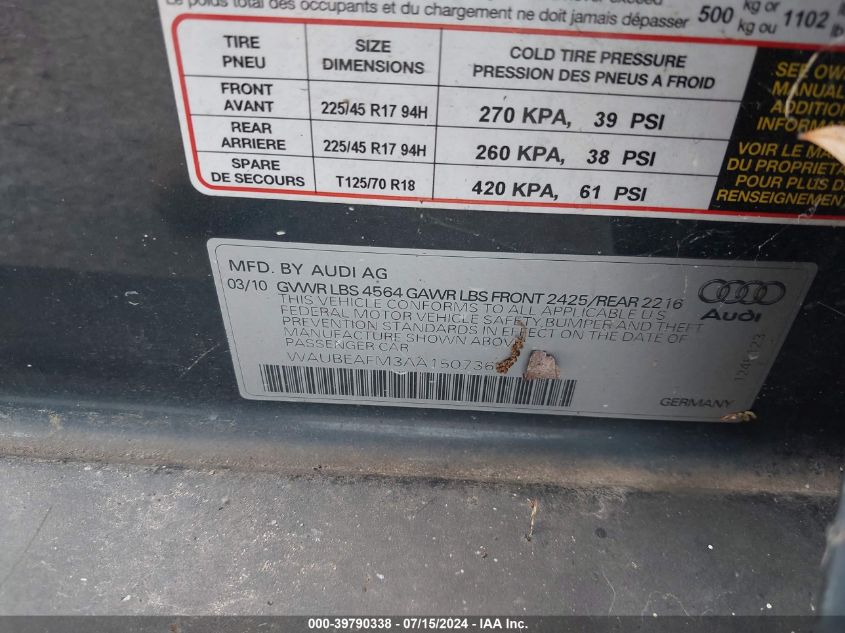 Le poids total des occupants et du chargement ne doit jamais dépasser 500 kg or 1102
kg ou
TIRE
PNEU
SIZE
DIMENSIONS
COLD TIRE PRESSURE
PRESSION DES PNEUS A FROID
FRONT
AVANT
225/45 R17 94H
270 KPA, 39 PSI
REAR
ARRIERE
225/45 R17 94H
260 KPA, 38 PSI
SPARE
DE SECOURS
T125/70 R18
420 KPA, 61 PSI
SEE
MANUAL
VOIR LE
DU
POUR PLUS
MFD. BY AUDI AG
03/10 GVWR LBS 4564 GAWR LBS FRONT 2425/REAR 2216
THIS VEHICLE CONFORMS TO ALL APPLICABLE U.S.
FEDERAL MOTOR VEHICLE SAFETY, BUMPER AND THEFT
PREVENTION STANDARDS IN EFFECT ON THE DATE OF
MANUFACTURE SHOWN ABOVE.
PASSENGER CAR
WAUBEAFM3AA150736
Audi
GERMANY
000-39790338 - 07/15/2024 - IAA Inc.